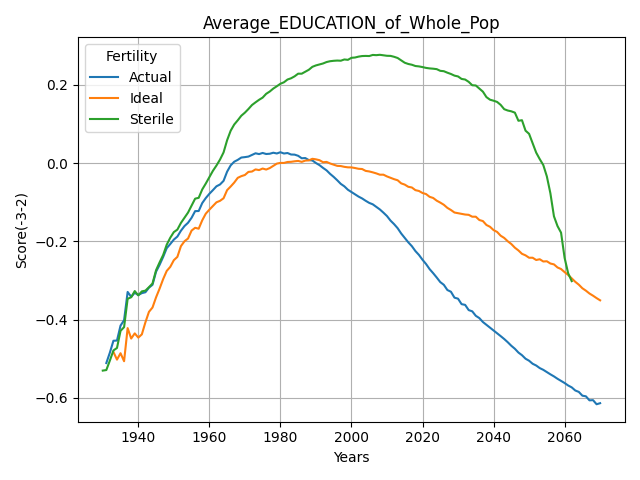 Average_EDUCATION_of_Whole_Pop
Fertility
Actual
Ideal
Sterile
Score(-3-2)
0.2
0.0
−0.2
−0.4
−0.6
1940 1960 1980 2000 2020 2040 2060
Years